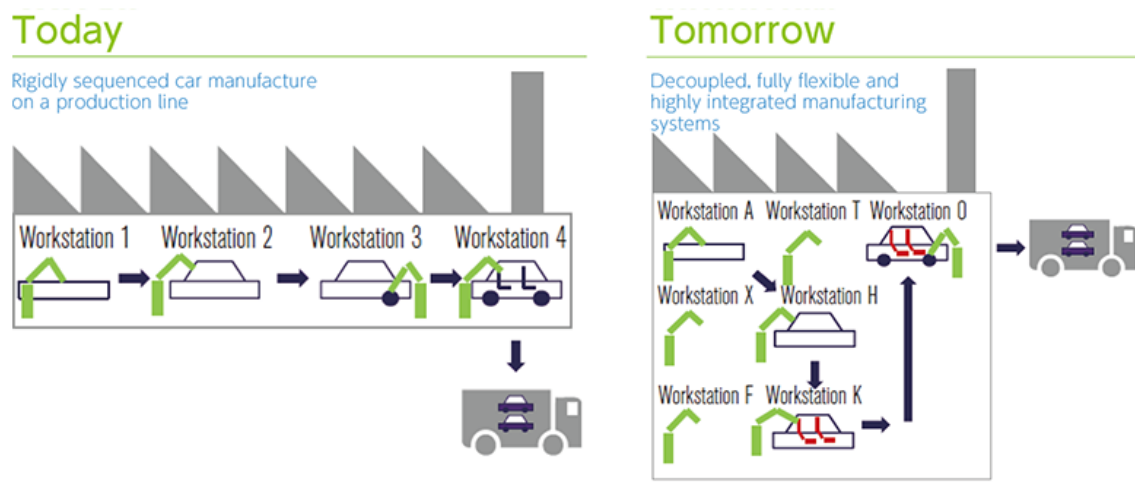 Today
Rigidly sequenced car manufacture
on a production line
Workstation 1
Workstation 2
Workstation 3
Workstation 4
Tomorrow
Decoupled, fully flexible and
highly integrated manufacturing
systems
Workstation A
Workstation T
Workstation O
Workstation X
Workstation H
Workstation F
Workstation K